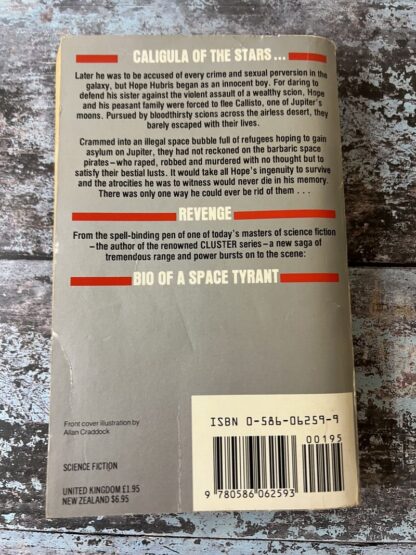 CALIGULA OF THE STARS...
Later he was to be accused of every crime and sexual perversion in the
galaxy, but Hope Hubris began as an innocent boy. For daring to
defend his sister against the violent assault of a wealthy scion, Hope
and his peasant family were forced to flee Callisto, one of Jupiter's
moons. Pursued by bloodthirsty scions across the airless desert, they
barely escaped with their lives.
Crammed into an illegal space bubble full of refugees hoping to gain
asylum on Jupiter, they had not reckoned on the barbaric space
pirates – who raped, robbed and murdered with no thought but to
satisfy their bestial lusts. It would take all Hope's ingenuity to survive
and the atrocities he was to witness would never die in his memory.
There was only one way he could ever be rid of them . . .
REVENGE
From the spell-binding pen of one of today's masters of science fiction
– the author of the renowned CLUSTER series – a new saga of
tremendous range and power bursts on to the scene:
BIO OF A SPACE TYRANT
Front cover illustration by
Allan Craddock
SCIENCE FICTION
UNITED KINGDOM £1.95
NEW ZEALAND $6.95
ISBN 0-586-06259-9
00195
9 780586 062593